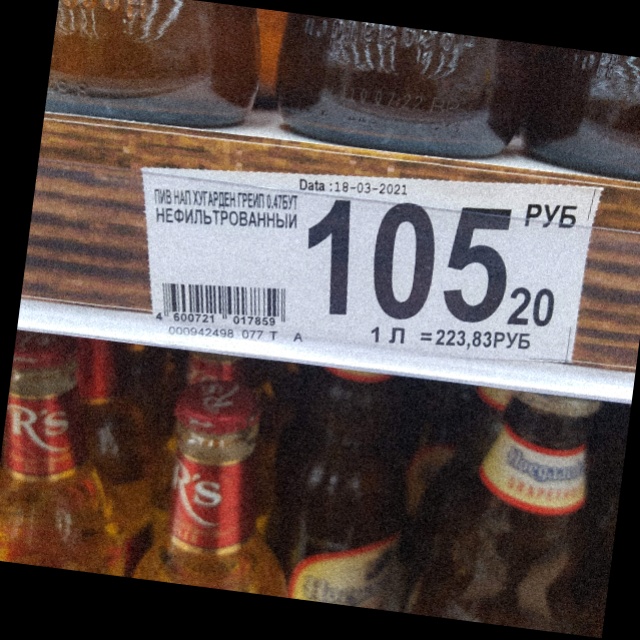 Data :18-03-2021
ПИВ НАП ХУГАРДЕН ГРЕЙП 0.47БУТ
НЕФИЛЬТРОВАННЫЙ
105 20 РУБ
4 600721 017859
000942498 077 Т А
1 Л =223,83РУБ
R's
R's